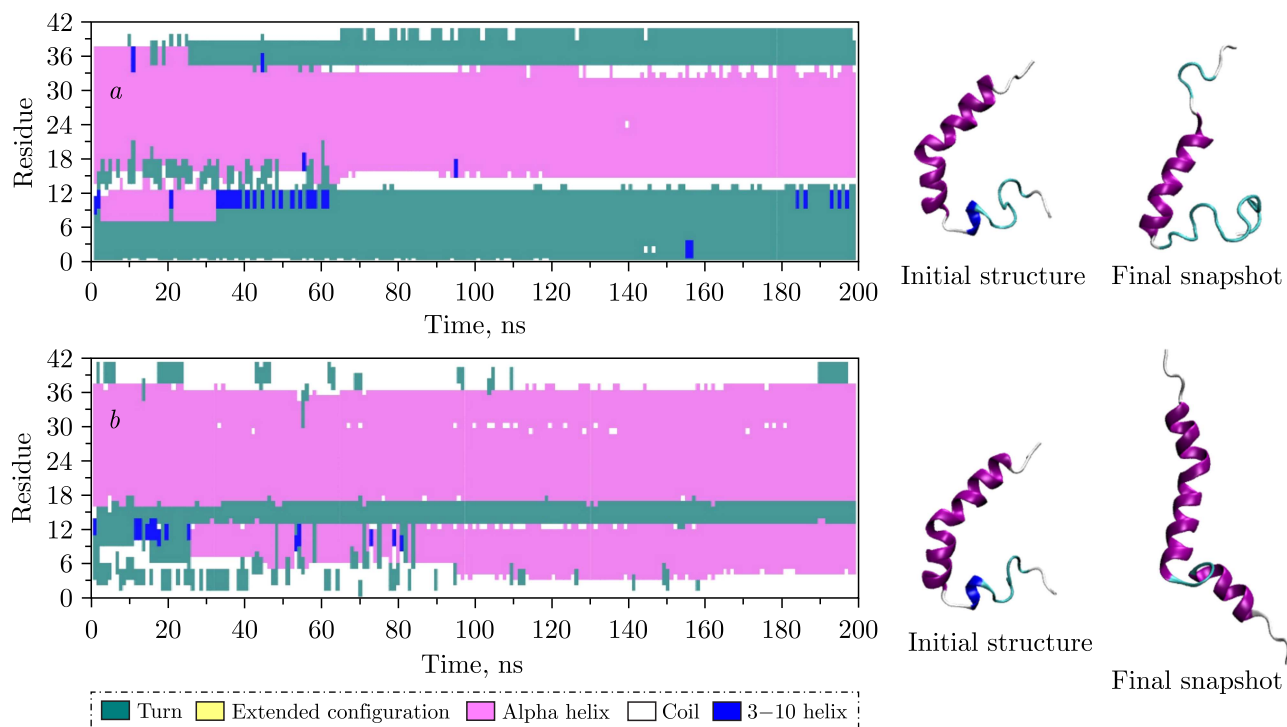 42
36
30
24
18
12
6
0
Residue
a
0 20 40 60 80 100 120 140 160 180 200
Time, ns
Initial structure
Final snapshot
42
36
30
24
18
12
6
0
Residue
b
0 20 40 60 80 100 120 140 160 180 200
Time, ns
Initial structure
Final snapshot
Turn Extended configuration Alpha helix Coil 3−10 helix